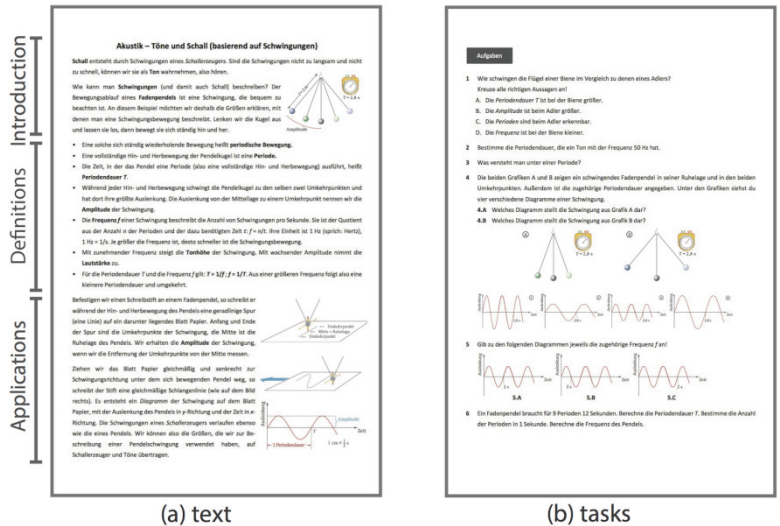 Introduction
Definitions
Applications
Akustik – Töne und Schall (basierend auf Schwingungen)
Schall entsteht durch Schwingungen eines Schallerzeugers. Sind die Schwingungen nicht zu langsam und nicht
zu schnell, können wir sie als Ton wahrnehmen, also hören.
Wie kann man Schwingungen (und damit auch Schall) beschreiben? Der
Bewegungsablauf eines Fadenpendels ist eine Schwingung, die bequem zu
beachten ist. An diesem Beispiel möchten wir deshalb die Größen erklären, mit
denen man eine Schwingungsbewegung beschreibt. Lenken wir die Kugel aus
und lassen sie los, dann bewegt sie sich ständig hin und her.
Amplitude
• Eine solche sich ständig wiederholende Bewegung heißt periodische Bewegung.
• Eine vollständige Hin- und Herbewegung der Pendelkugel ist eine Periode.
• Die Zeit, in der das Pendel eine Periode (also eine vollständige Hin- und Herbewegung) ausführt, heißt
Periodendauer T.
• Während jeder Hin- und Herbewegung schwingt die Pendelkugel zu den selben zwei Umkehrpunkten und
hat dort ihre größte Auslenkung. Die Auslenkung von der Mittellage zu einem Umkehrpunkt nennen wir die
Amplitude der Schwingung.
• Die Frequenz f einer Schwingung beschreibt die Anzahl von Schwingungen pro Sekunde. Sie ist der Quotient
aus der Anzahl n der Perioden und der dazu benötigten Zeit t: f = n/t. Ihre Einheit ist 1 Hz (sprich: Hertz),
1 Hz = 1/s. Je größer die Frequenz ist, desto schneller ist die Schwingungsbewegung.
• Mit zunehmender Frequenz steigt die Tonhöhe der Schwingung. Mit wachsender Amplitude nimmt die
Lautstärke zu.
• Für die Periodendauer T und die Frequenz f gilt: T = 1/f ; f = 1/T. Aus einer größeren Frequenz folgt also eine
kleinere Periodendauer und umgekehrt.
Befestigen wir einen Schreibstift an einem Fadenpendel, so schreibt er
während der Hin- und Herbewegung des Pendels eine geradlinige Spur
(eine Linie) auf ein darunter liegendes Blatt Papier. Anfang und Ende
der Spur sind die Umkehrpunkte der Schwingung, die Mitte ist die
Ruhelage des Pendels. Wir erhalten die Amplitude der Schwingung,
wenn wir die Entfernung der Umkehrpunkte von der Mitte messen.
Umkehrpunkt
Mitte = Ruhelage
Umkehrpunkt
Ziehen wir das Blatt Papier gleichmäßig und senkrecht zur
Schwingungsrichtung unter dem sich bewegenden Pendel weg, so
schreibt der Stift eine gleichmäßige Schlangenlinie (wie auf dem Bild
rechts). Es entsteht ein Diagramm der Schwingung auf dem Blatt
Papier, mit der Auslenkung des Pendels in y-Richtung und der Zeit in x-
Richtung. Die Schwingungen eines Schallerzeugers verlaufen ebenso
wie die eines Pendels. Wir können also die Größen, die wir zur Be-
schreibung einer Pendelschwingung verwendet haben, auf
Schallerzeuger und Töne übertragen.
Auslenkung
Amplitude
T
Zeit
1 Periodendauer
(a) text
Aufgaben
1 Wie schwingen die Flügel einer Biene im Vergleich zu denen eines Adlers?
Kreuze alle richtigen Aussagen an!
A. Die Periodendauer T ist bei der Biene größer.
B. Die Amplitude ist beim Adler größer.
C. Die Perioden sind beim Adler erkennbar.
D. Die Frequenz ist bei der Biene kleiner.
2 Bestimme die Periodendauer, die ein Ton mit der Frequenz 50 Hz hat.
3 Was versteht man unter einer Periode?
4 Die beiden Grafiken A und B zeigen ein schwingendes Fadenpendel in seiner Ruhelage und in den beiden
Umkehrpunkten. Außerdem ist die zugehörige Periodendauer angegeben. Unter den Grafiken siehst du
vier verschiedene Diagramme einer Schwingung.
4.A Welches Diagramm stellt die Schwingung aus Grafik A dar?
4.B Welches Diagramm stellt die Schwingung aus Grafik B dar?
A
B
Zeit
Zeit
Zeit
Zeit
5 Gib zu den folgenden Diagrammen jeweils die zugehörige Frequenz f an!
Auslenkung
Auslenkung
Auslenkung
2 s
Zeit
2 s
Zeit
2 s
Zeit
5.A
5.B
5.C
6 Ein Fadenpendel braucht für 9 Perioden 12 Sekunden. Berechne die Periodendauer T. Bestimme die Anzahl
der Perioden in 1 Sekunde. Berechne die Frequenz des Pendels.
(b) tasks